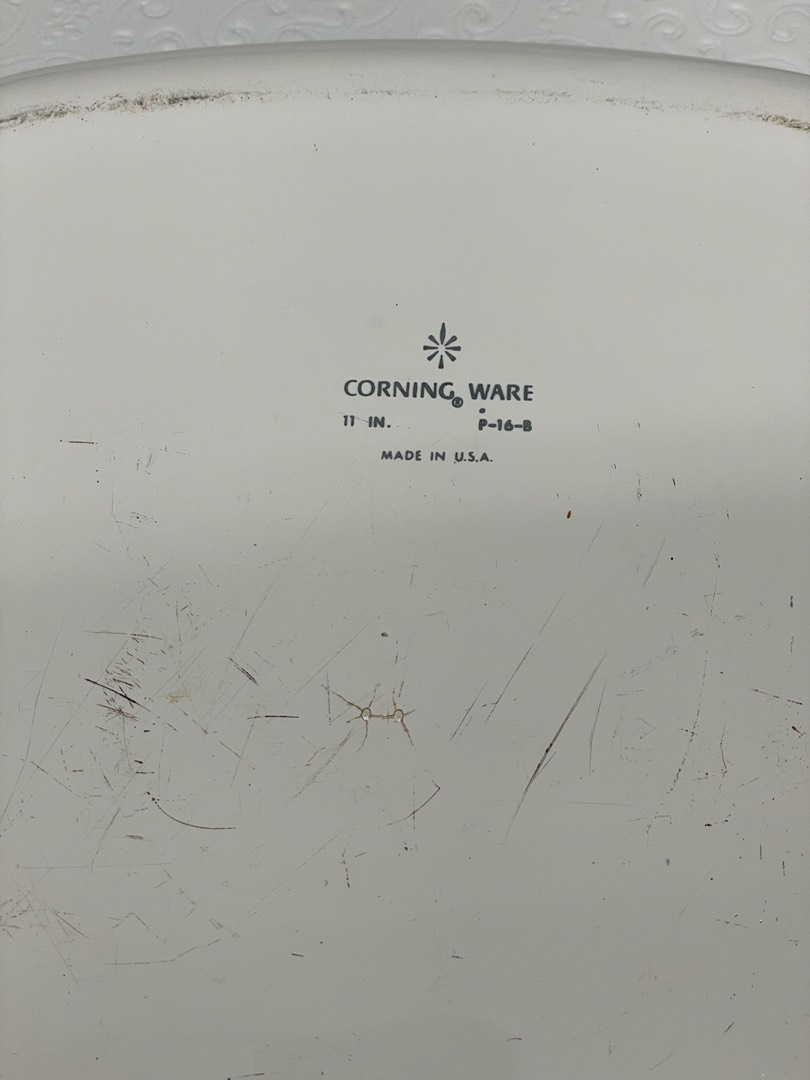 CORNING® WARE
11 IN. P-16-B
MADE IN U.S.A.